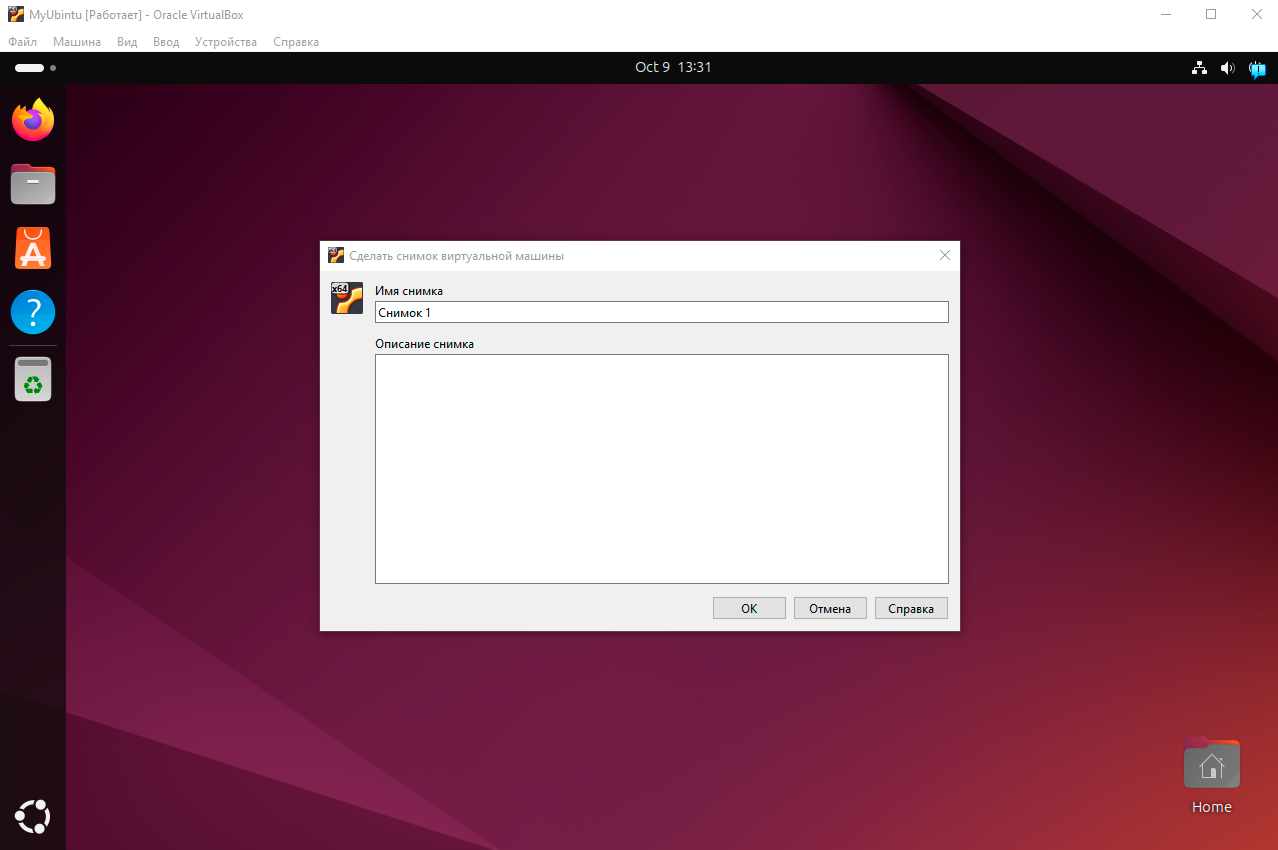 MyUbintu [Работает] - Oracle VirtualBox
Файл Машина Вид Ввод Устройства Справка
Oct 9 13:31
Сделать снимок виртуальной машины
x64
Имя снимка
Снимок 1
Описание снимка
ОК Отмена Справка
Home